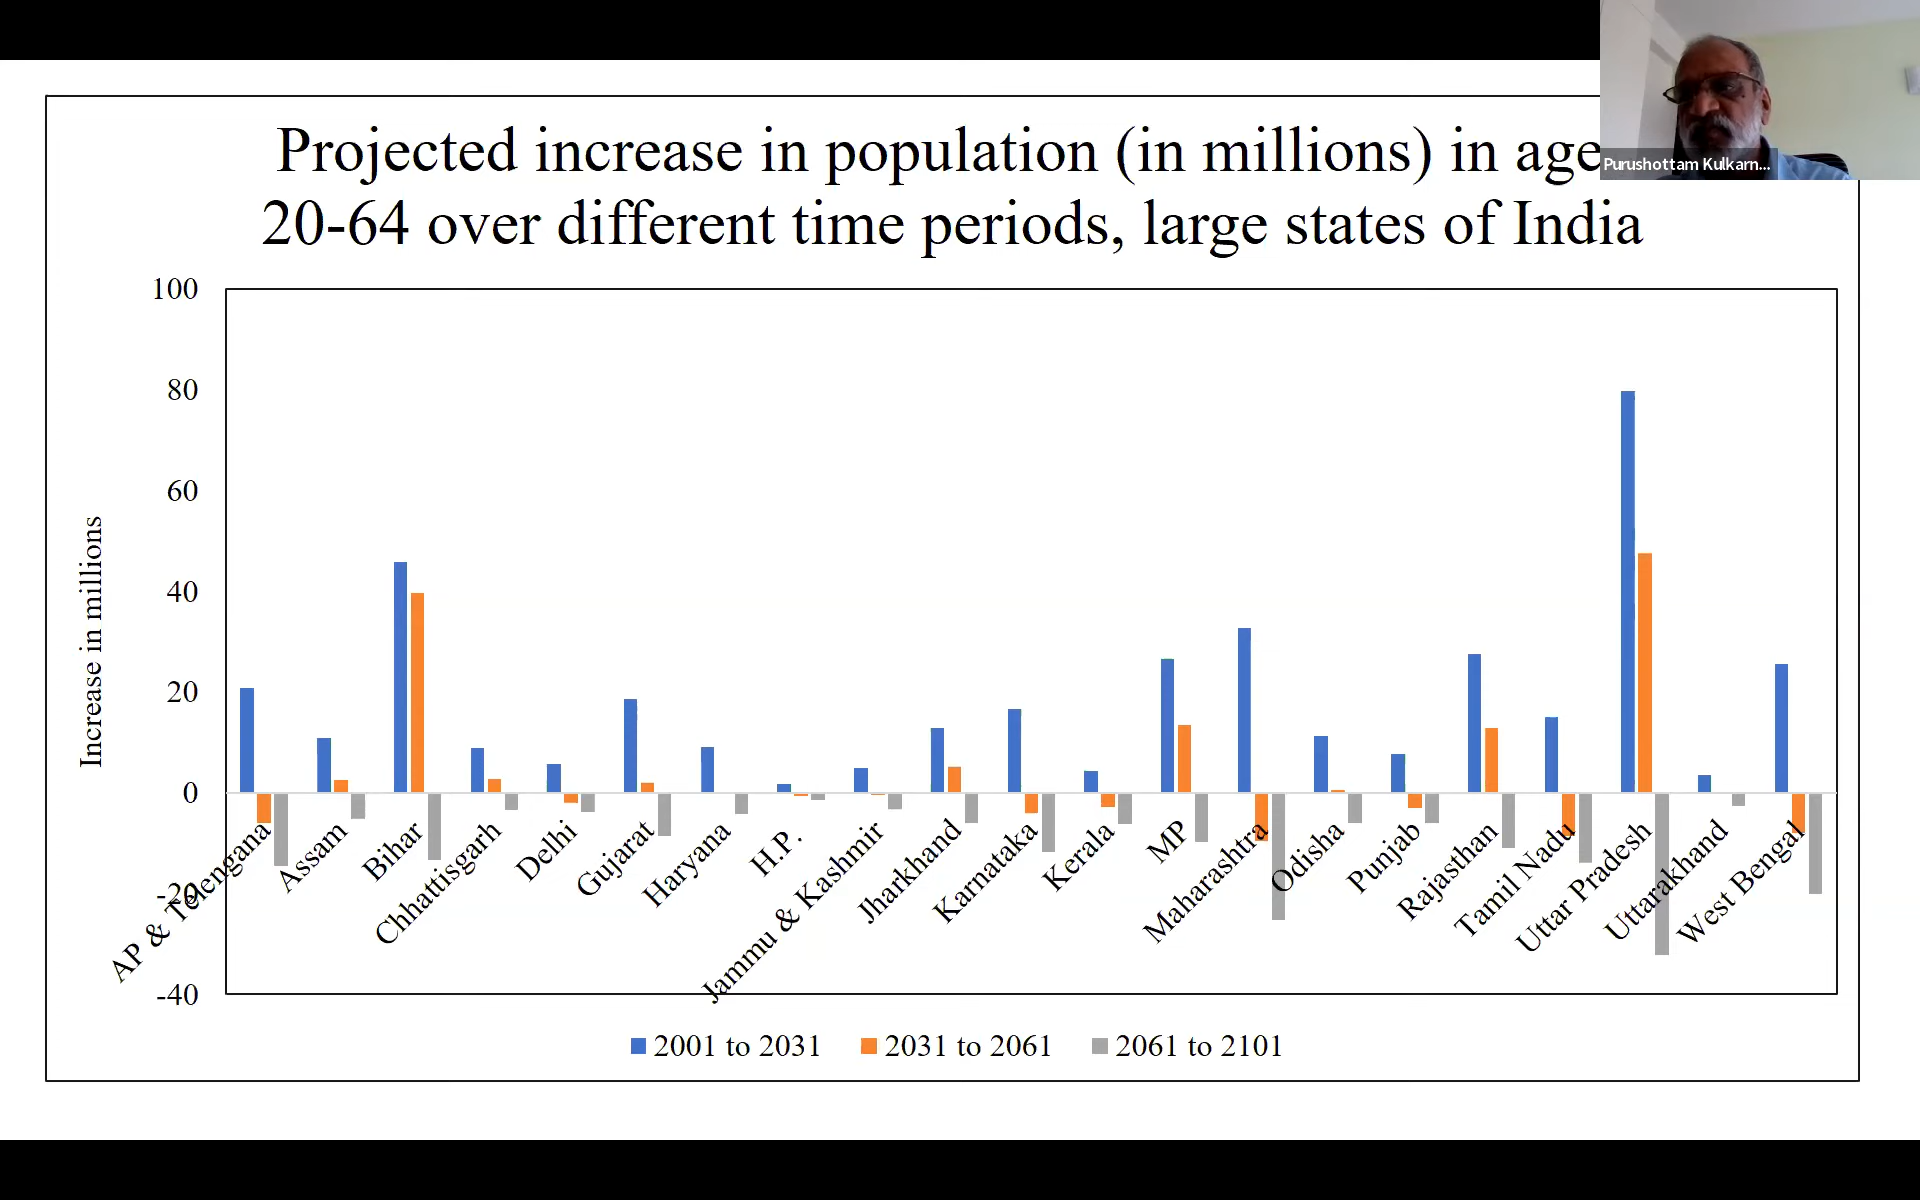 Purushottam Kulkarn...
Projected increase in population (in millions) in age
20-64 over different time periods, large states of India
Increase in millions
100
80
60
40
20
0
-20
-40
AP & Telengana
Assam
Bihar
Chhattisgarh
Delhi
Gujarat
Haryana
H.P.
Jammu & Kashmir
Jharkhand
Karnataka
Kerala
MP
Maharashtra
Odisha
Punjab
Rajasthan
Tamil Nadu
Uttar Pradesh
Uttarakhand
West Bengal
2001 to 2031 2031 to 2061 2061 to 2101